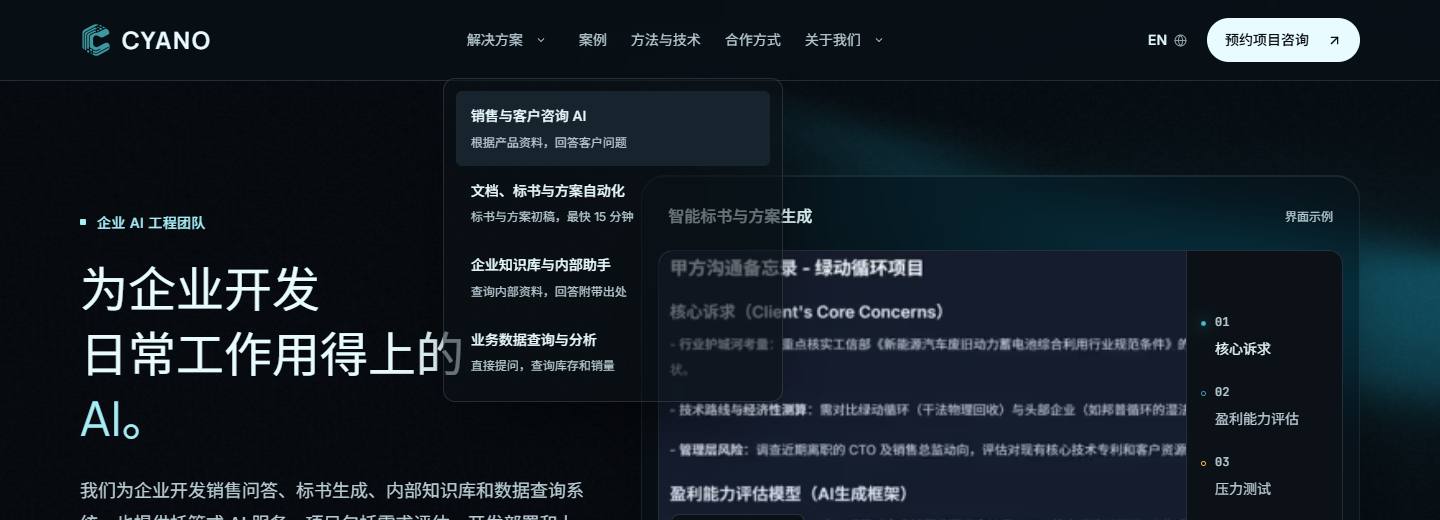 CYANO
解决方案
案例
方法与技术
合作方式
关于我们
EN
预约项目咨询
销售与客户咨询 AI
根据产品资料，回答客户问题
文档、标书与方案自动化
标书与方案初稿，最快 15 分钟
企业知识库与内部助手
查询内部资料，回答附带出处
业务数据查询与分析
直接提问，查询库存和销量
企业 AI 工程团队
为企业开发
日常工作用得上的
AI。
我们为企业开发销售问答、标书生成、内部知识库和数据查询系
智能标书与方案生成
界面示例
甲方沟通备忘录 - 绿动循环项目
核心诉求（Client's Core Concerns）
- 行业护城河考量：重点核实工信部《新能源汽车废旧动力蓄电池综合利用行业规范条件》的
状。
- 技术路线与经济性测算：需对比绿动循环（干法物理回收）与头部企业（如邦普循环的湿法
- 管理层风险：调查近期离职的 CTO 及销售总监动向，评估对现有核心技术专利和客户资源
盈利能力评估模型（AI生成框架）
01
核心诉求
02
盈利能力评估
03
压力测试